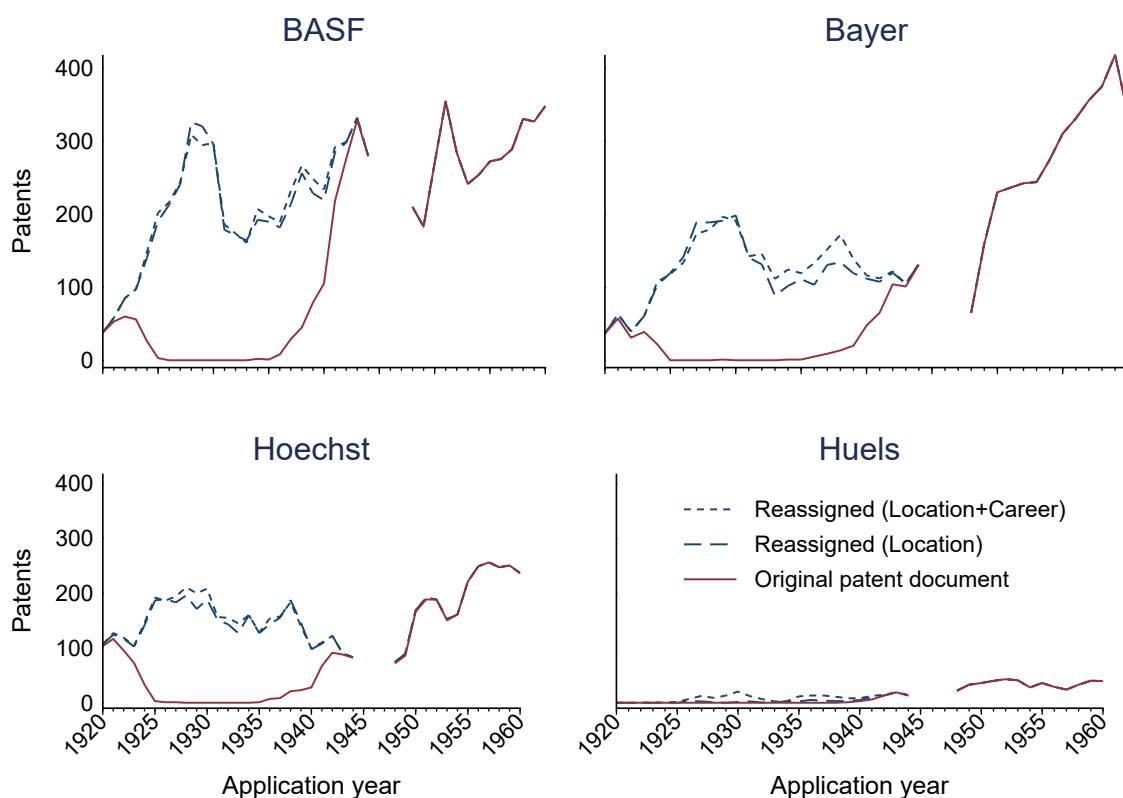 BASF
Bayer
400
300
200
100
0
Patents
Hoechst
Huels
400
300
200
100
0
Patents
Reassigned (Location+Career)
Reassigned (Location)
Original patent document
1920
1925
1930
1935
1940
1945
1950
1955
1960
1920
1925
1930
1935
1940
1945
1950
1955
1960
Application year
Application year